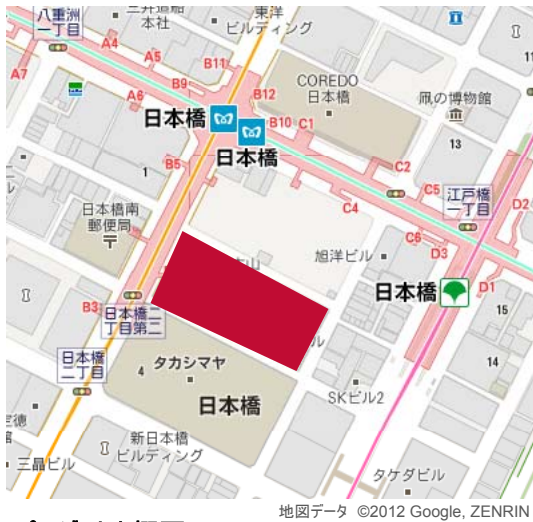 八重洲
一丁目
三井造船
本社
東洋
ビルディング
A4
A5
A7
B9
B11
A6
B12
B10
C1
COREDO
日本橋
凧の博物館
11
日本橋
日本橋
B5
1
C2
13
C5
江戸橋
一丁目
D2
日本橋南
郵便局
C4
C6
D3
旭洋ビル
日本橋
D1
B3
日本橋二
丁目第二
15
日本橋
二丁目
4
タカシマヤ
14
日本橋
SKビル2
新日本橋
ビルディング
三晶ビル
タケダビル
地図データ ©2012 Google, ZENRIN